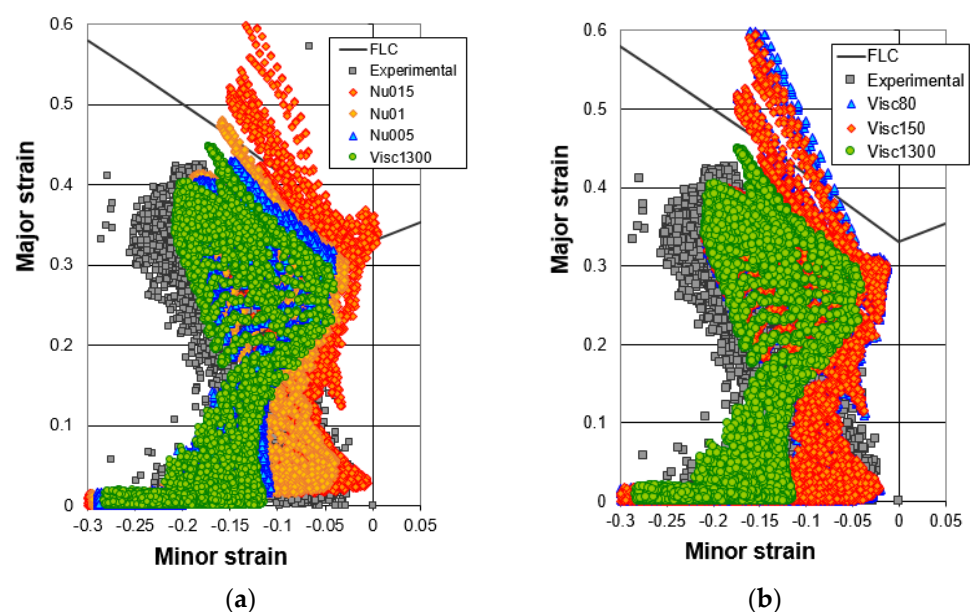 0.6
0.5
0.4
0.3
0.2
0.1
0
-0.3
-0.25
-0.2
-0.15
-0.1
-0.05
0
0.05
Major strain
Minor strain
FLC
Experimental
Nu015
Nu01
Nu005
Visc1300
(a)
0.6
0.5
0.4
0.3
0.2
0.1
0
-0.3
-0.25
-0.2
-0.15
-0.1
-0.05
0
0.05
Major strain
Minor strain
FLC
Experimental
Visc80
Visc150
Visc1300
(b)